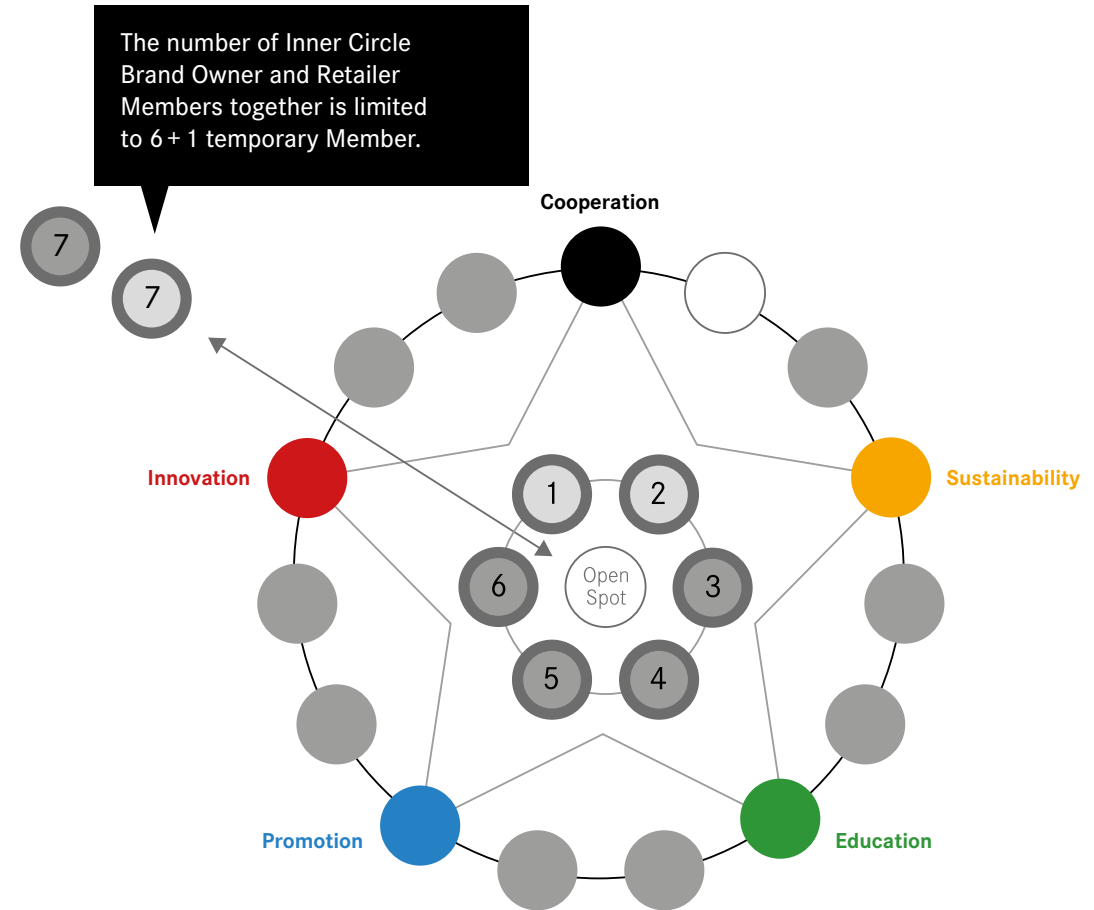 The number of Inner Circle
Brand Owner and Retailer
Members together is limited
to 6 + 1 temporary Member.
Cooperation
7
7
Innovation
Sustainability
1
2
6
Open
Spot
3
5
4
Promotion
Education